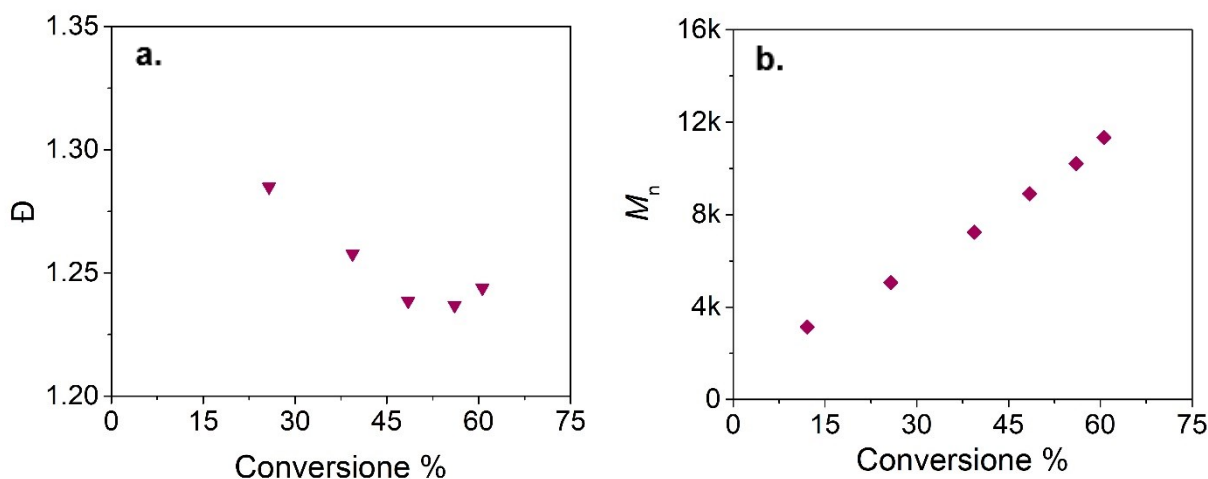 a.
1.35
1.30
1.25
1.20
Đ
0 15 30 45 60 75
Conversione %
b.
16k
12k
8k
4k
0
Mn
0 15 30 45 60 75
Conversione %